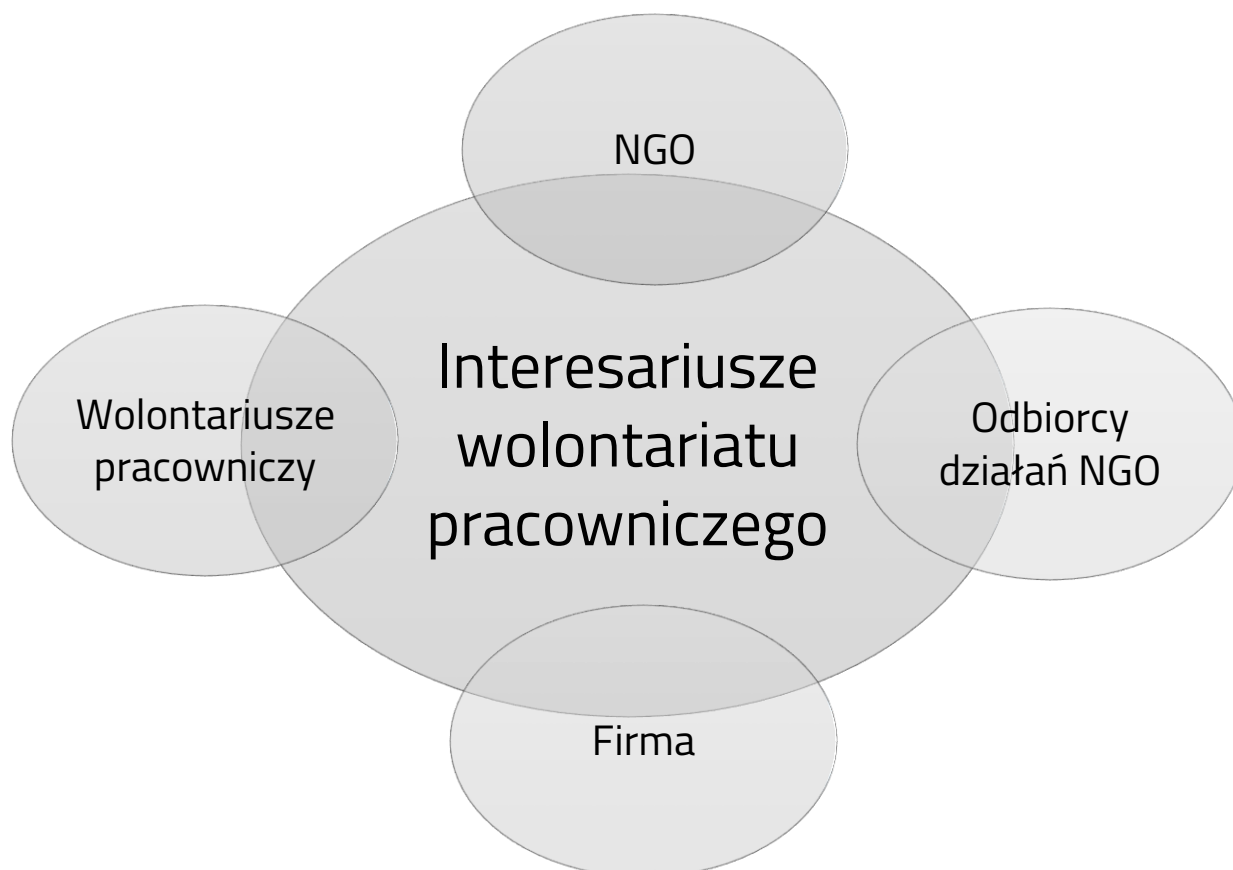 NGO
Interesariusze
wolontariatu
pracowniczego
Wolontariusze
pracowniczy
Odbiorcy
działań NGO
Firma